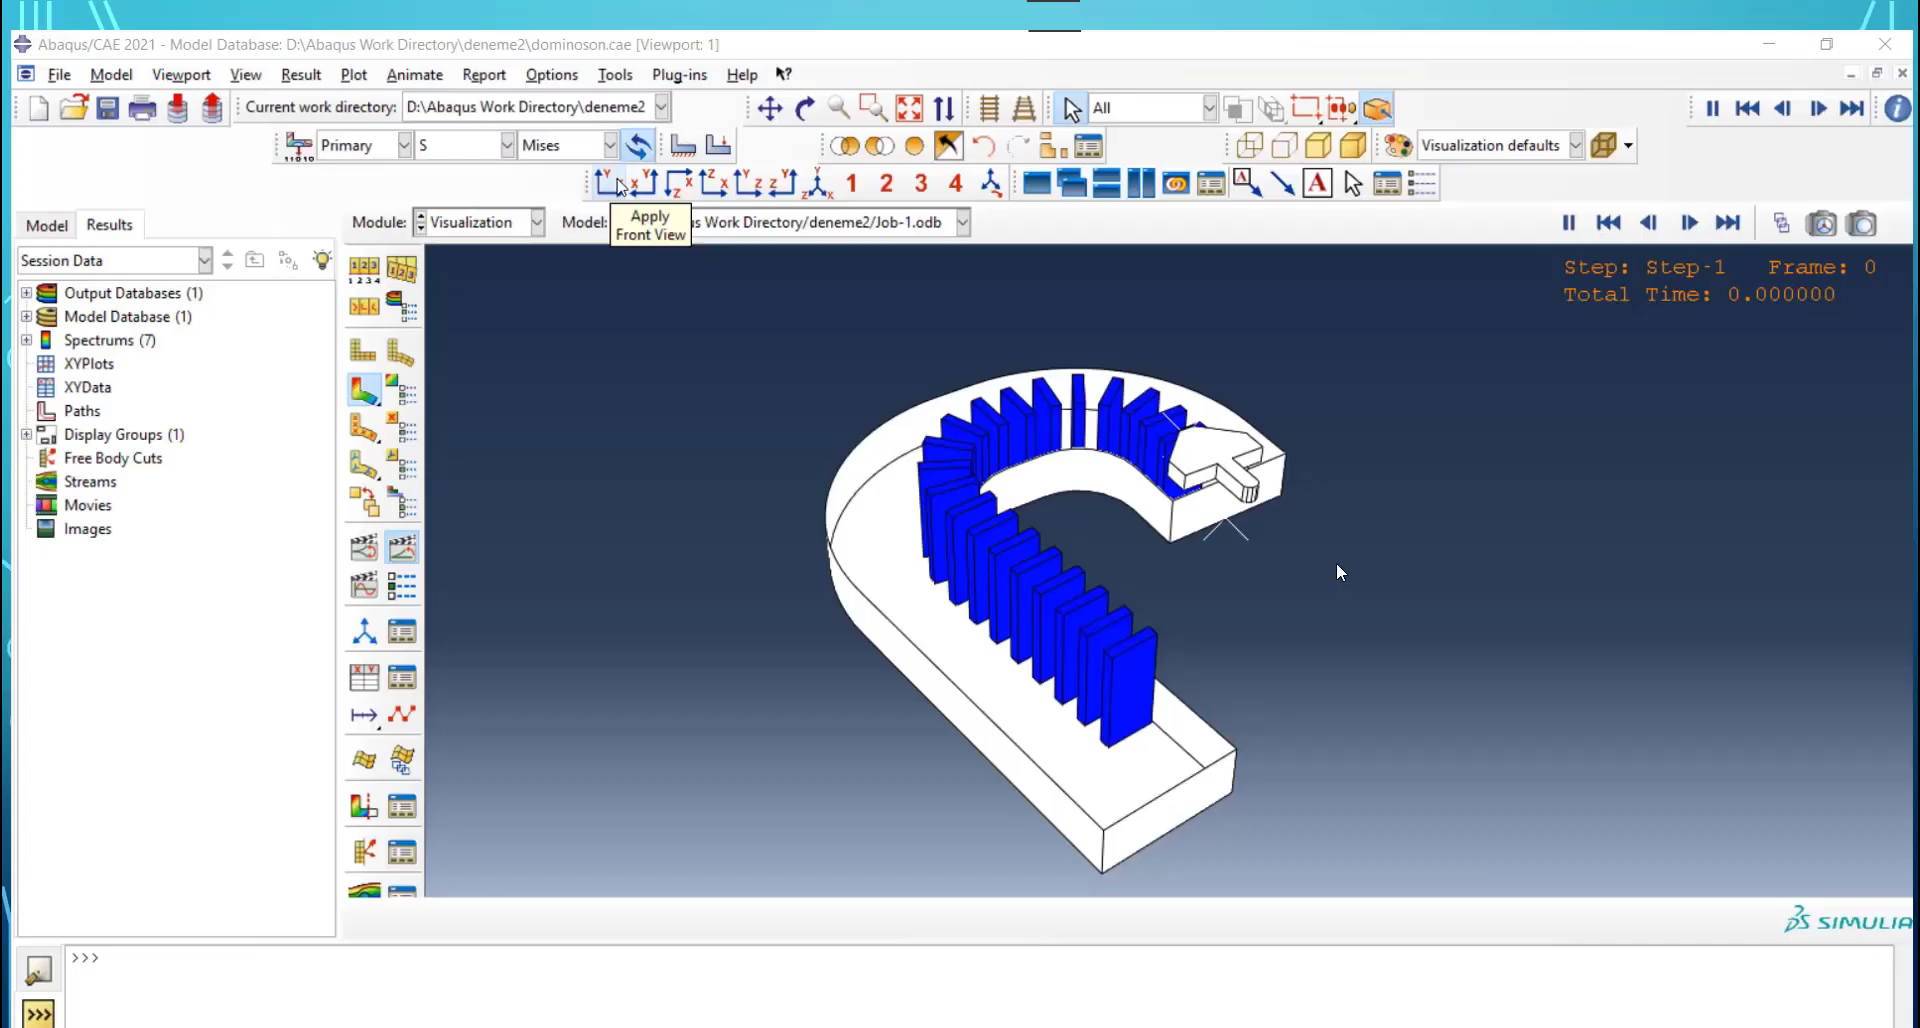 Abaqus/CAE 2021 - Model Database: D:\Abaqus Work Directory\deneme2\dominoson.cae [Viewport: 1]
File Model Viewport View Result Plot Animate Report Options Tools Plug-ins Help
Current work directory: D:\Abaqus Work Directory\deneme2
All
Primary S Mises
Visualization defaults
1 2 3 4
A
Model Results
Module: Visualization Model: us Work Directory/deneme2/Job-1.odb
Apply
Front View
Session Data
Output Databases (1)
Model Database (1)
Spectrums (7)
XYPlots
XYData
Paths
Display Groups (1)
Free Body Cuts
Streams
Movies
Images
Step: Step-1 Frame: 0
Total Time: 0.000000
SIMULIA
>>>
>>>